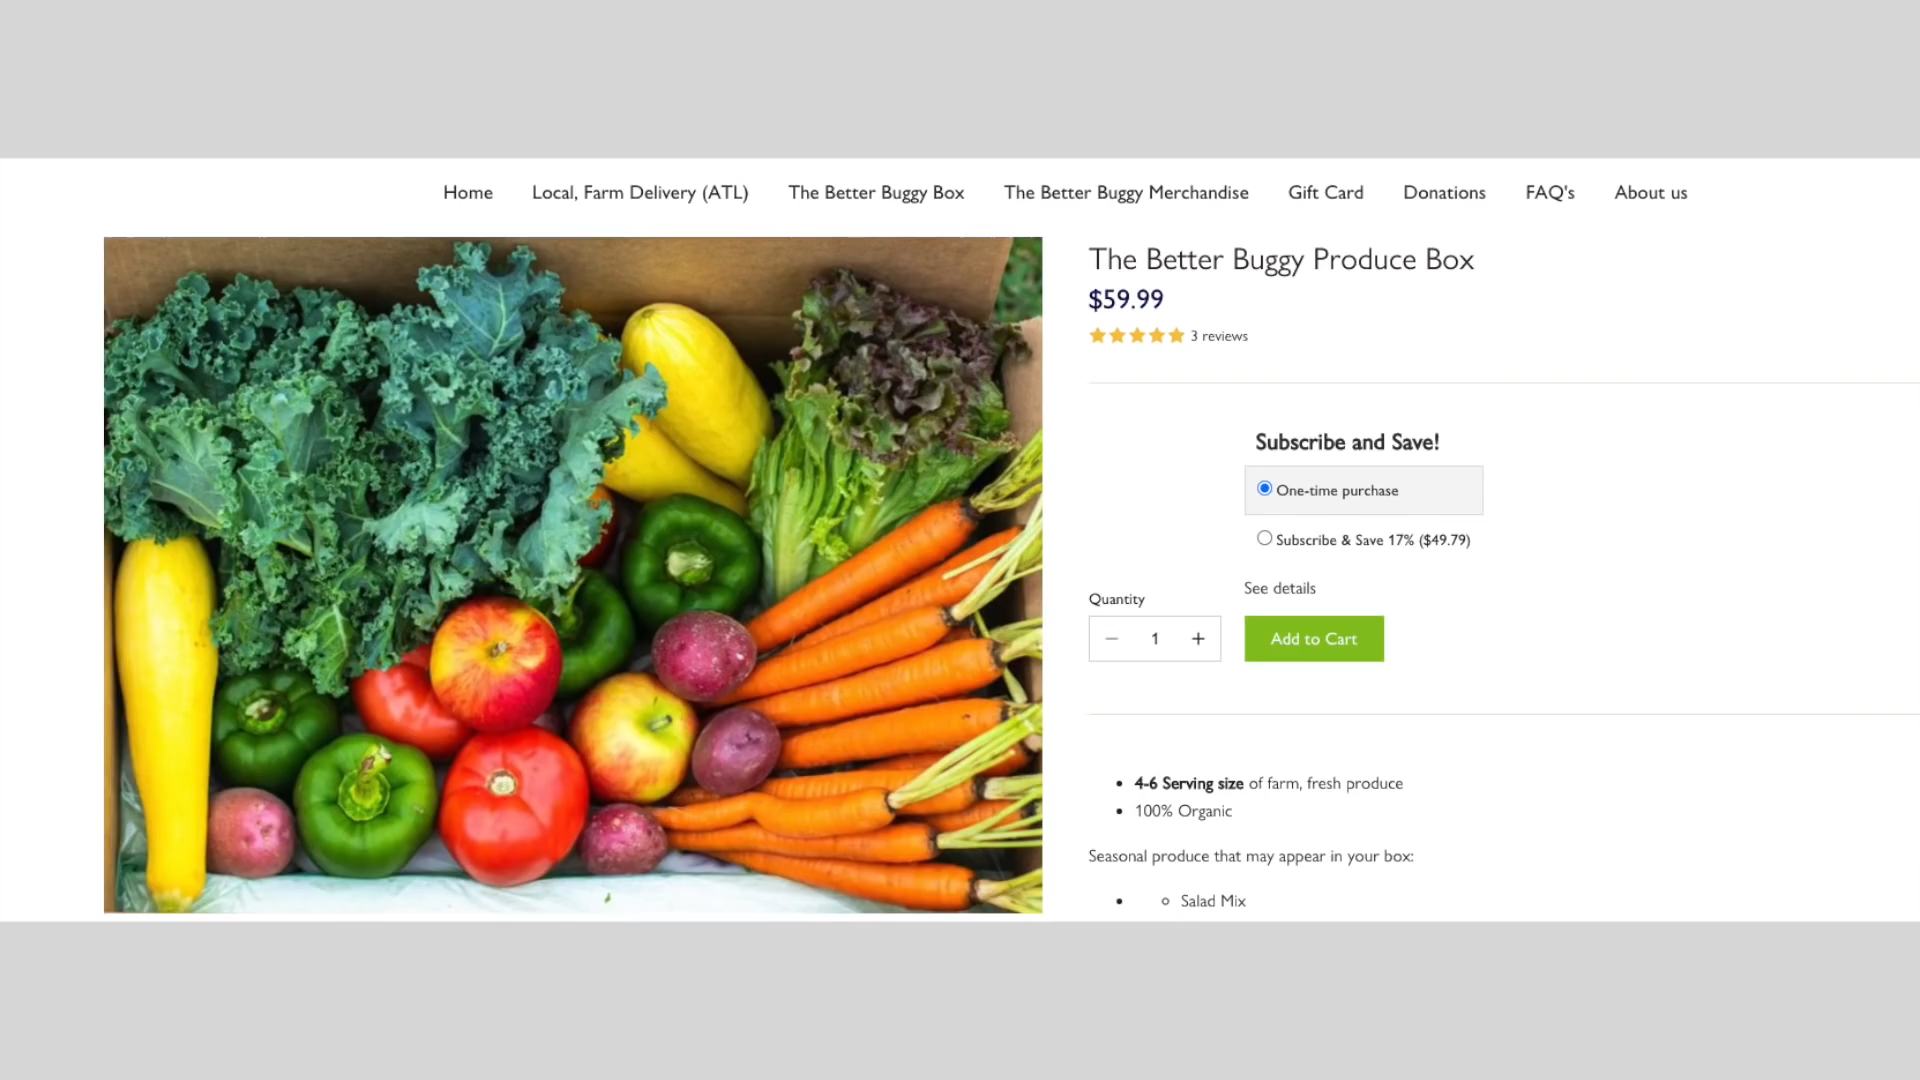 Home Local, Farm Delivery (ATL) The Better Buggy Box The Better Buggy Merchandise Gift Card Donations FAQ's About us
The Better Buggy Produce Box
$59.99
3 reviews
Subscribe and Save!
One-time purchase
Subscribe & Save 17% ($49.79)
See details
Quantity
− 1 +
Add to Cart
• 4-6 Serving size of farm, fresh produce
• 100% Organic
Seasonal produce that may appear in your box:
• ◦ Salad Mix